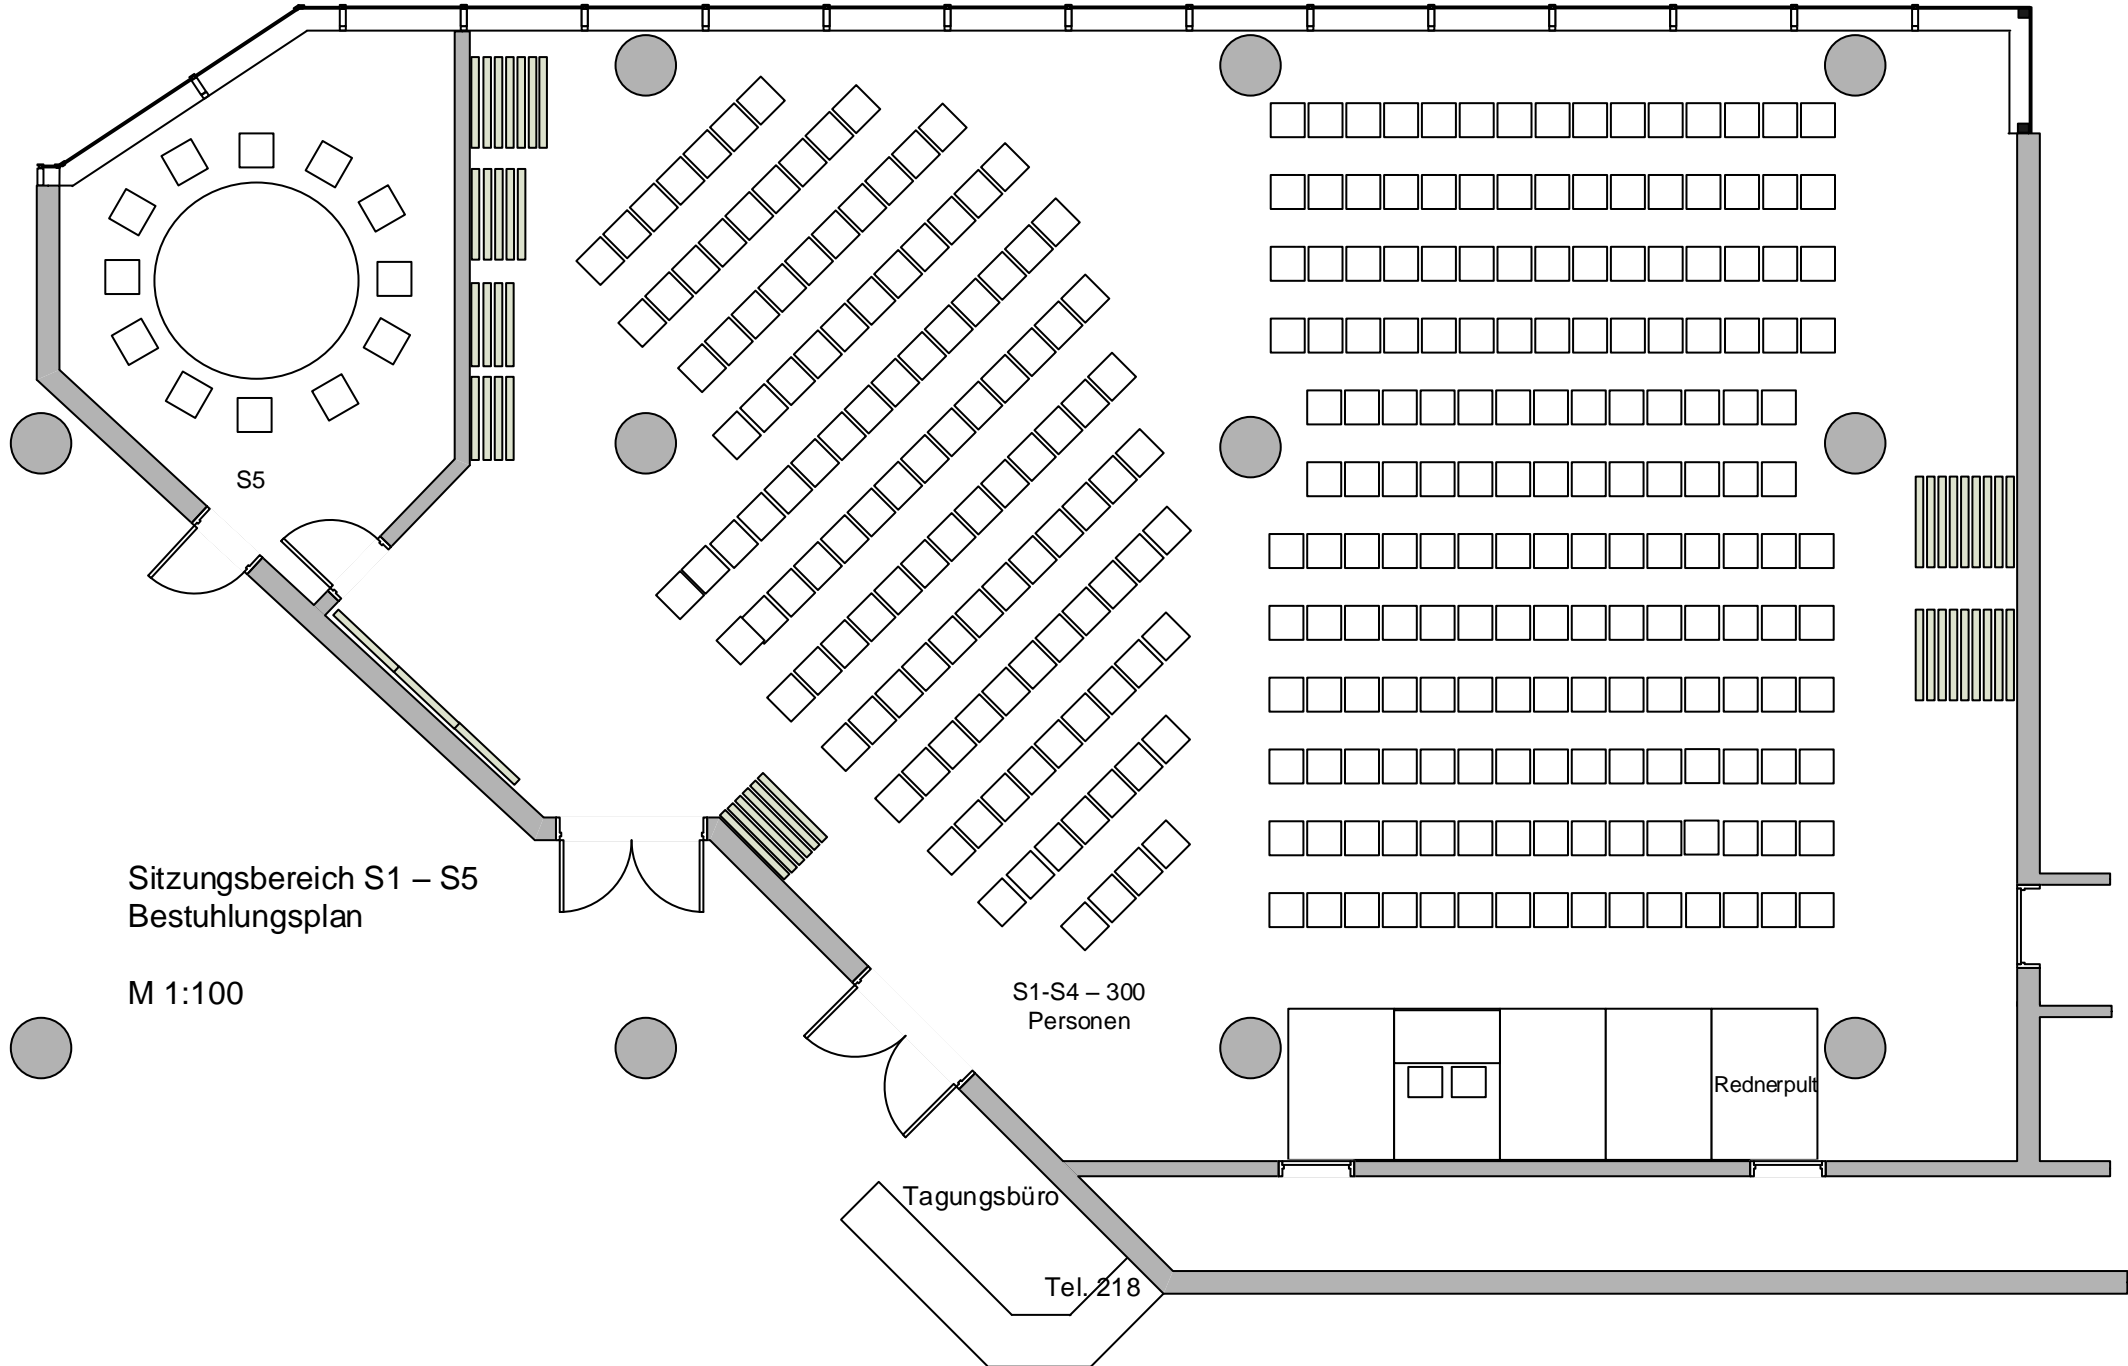 S5
Sitzungsbereich S1 – S5
Bestuhlungsplan
M 1:100
S1-S4 – 300
Personen
Rednerpult
Tagungsbüro
Tel. 218